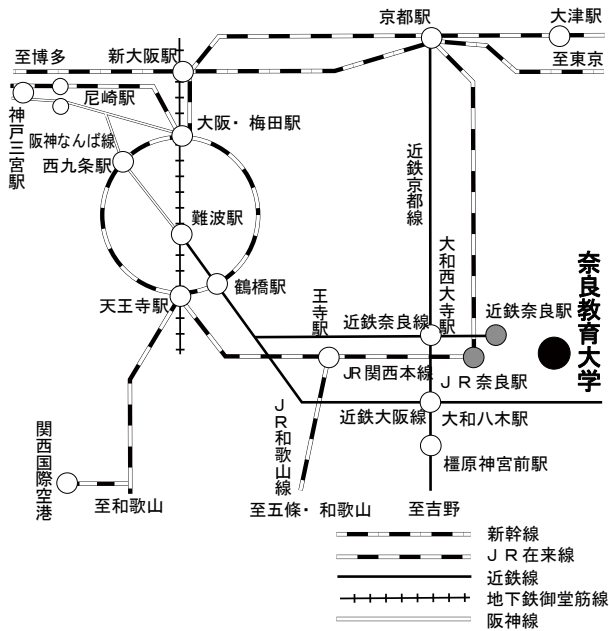 京都駅
大津駅
至博多
新大阪駅
至東京
尼崎駅
神戸三宮駅
大阪・梅田駅
阪神なんば線
西九条駅
近鉄京都線
難波駅
大和西大寺駅
奈良教育大学
鶴橋駅
天王寺駅
王寺駅
近鉄奈良線
近鉄奈良駅
JR関西本線
JR奈良駅
JR和歌山線
近鉄大阪線
大和八木駅
関西国際空港
橿原神宮前駅
至和歌山
至五條・和歌山
至吉野
新幹線
JR在来線
近鉄線
地下鉄御堂筋線
阪神線